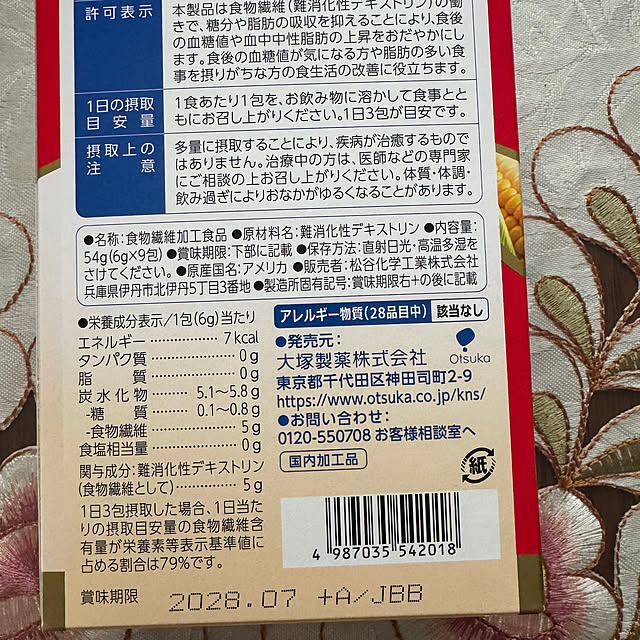 許可表示
本製品は食物繊維(難消化性デキストリン)の働
きで、糖分や脂肪の吸収を抑えることにより、食後
の血糖値や血中中性脂肪の上昇をおだやかにし
ます。食後の血糖値が気になる方や脂肪の多い食
事を摂りがちな方の食生活の改善に役立ちます。
1日の摂取
目安量
1食あたり1包を、お飲み物に溶かして食事とと
もにお召し上がりください。1日3包が目安です。
摂取上の
注意
多量に摂取することにより、疾病が治癒するもので
はありません。治療中の方は、医師などの専門家
にご相談の上お召し上がりください。体質・体調・
飲み過ぎによりおなかがゆるくなることがあります。
●名称:食物繊維加工食品 ●原材料名:難消化性デキストリン ●内容量:
54g(6g×9包) ●賞味期限:下部に記載 ●保存方法:直射日光・高温多湿を
さけてください。●原産国名:アメリカ ●販売者:松谷化学工業株式会社
兵庫県伊丹市北伊丹5丁目3番地 ●製造所固有記号:賞味期限右+の後に記載
●栄養成分表示/1包(6g)当たり
エネルギー ……………… 7kcal
タンパク質 ……………… 0g
脂質 ……………… 0g
炭水化物 ……… 5.1〜5.8g
-糖質 ……… 0.1〜0.8g
-食物繊維 ……………… 5g
食塩相当量 ……………… 0g
関与成分:難消化性デキストリン
(食物繊維として) ……………… 5g
1日3包摂取した場合、1日当た
りの摂取目安量の食物繊維含
有量が栄養素等表示基準値に
占める割合は79%です。
アレルギー物質(28品目中) 該当なし
●発売元:
大塚製薬株式会社
Otsuka
東京都千代田区神田司町2-9
https://www.otsuka.co.jp/kns/
●お問い合わせ:
0120-550708 お客様相談室へ
国内加工品
紙
4 987035 542018
賞味期限 2028.07 +A/JBB